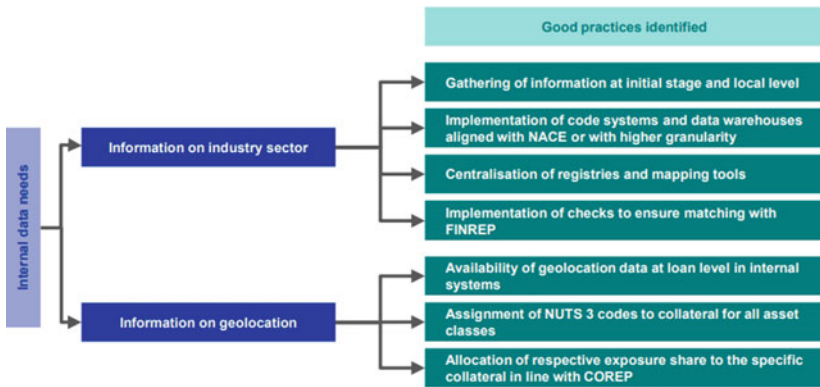 Good practices identified
Internal data needs
Information on industry sector
Gathering of information at initial stage and local level
Implementation of code systems and data warehouses
aligned with NACE or with higher granularity
Centralisation of registries and mapping tools
Implementation of checks to ensure matching with
FINREP
Information on geolocation
Availability of geolocation data at loan level in internal
systems
Assignment of NUTS 3 codes to collateral for all asset
classes
Allocation of respective exposure share to the specific
collateral in line with COREP